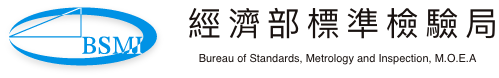 BSMI
經濟部標準檢驗局
Bureau of Standards, Metrology and Inspection, M.O.E.A